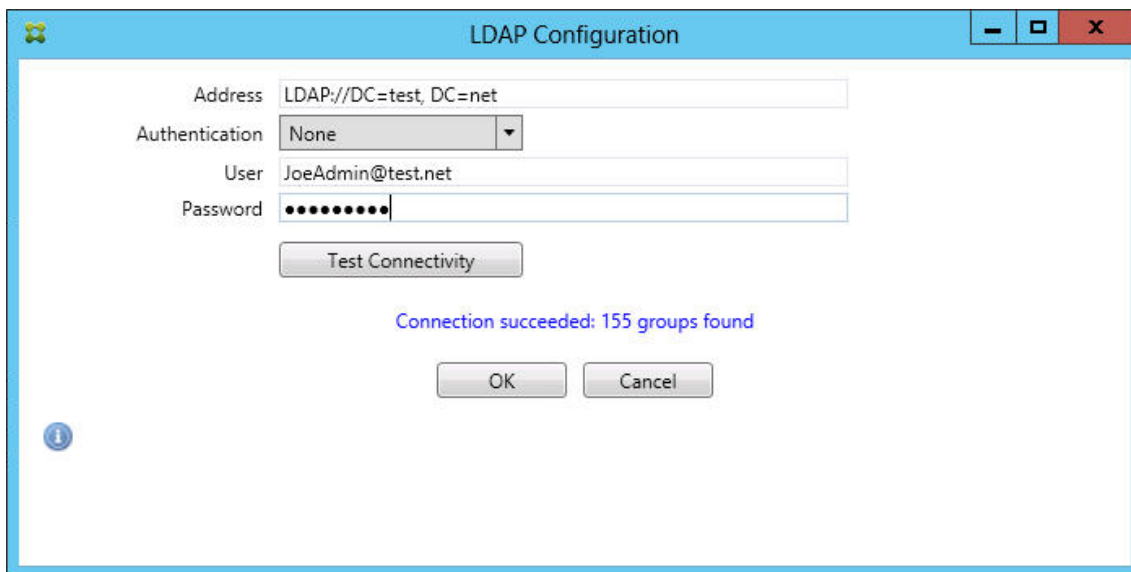 LDAP Configuration
Address LDAP://DC=test, DC=net
Authentication None
User JoeAdmin@test.net
Password •••••••••
Test Connectivity
Connection succeeded: 155 groups found
OK Cancel